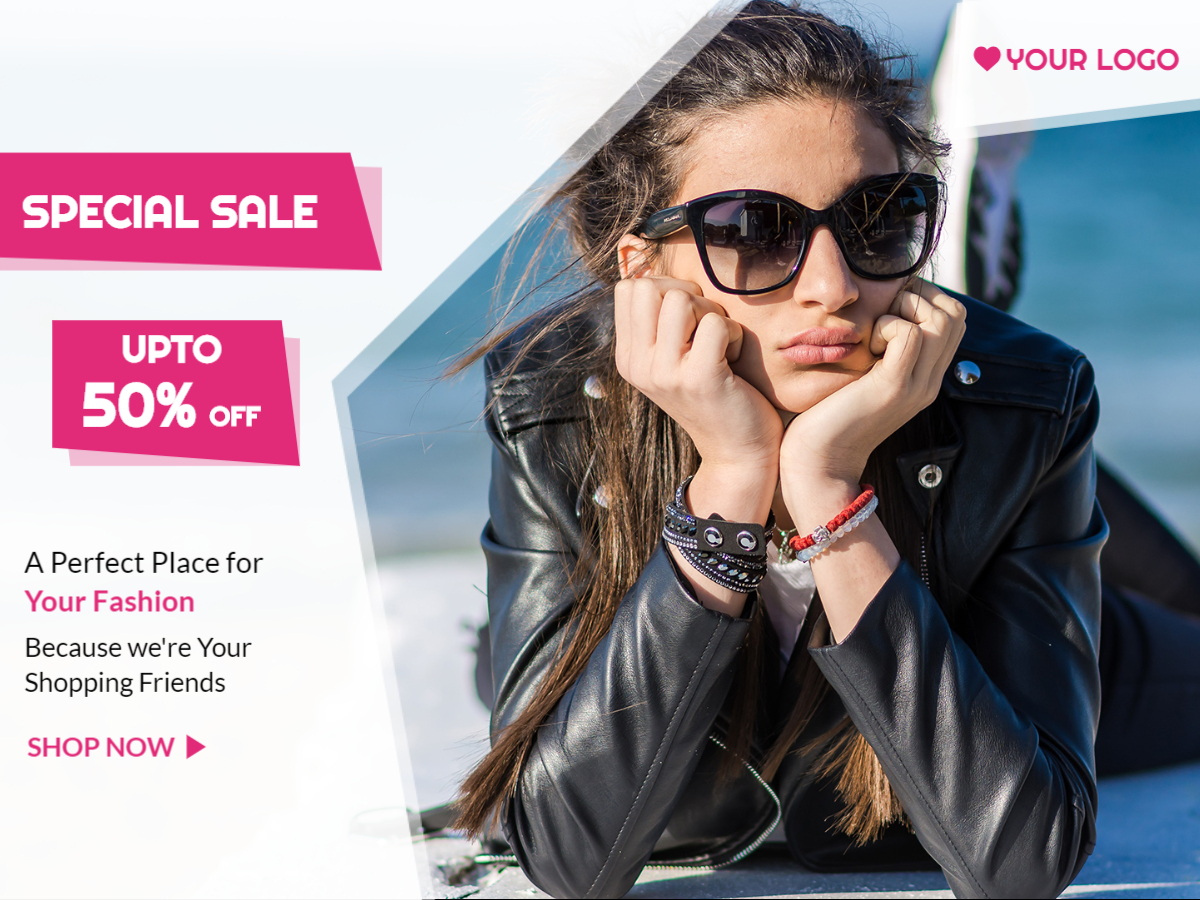 YOUR LOGO
SPECIAL SALE
UPTO
50% OFF
A Perfect Place for
Your Fashion
Because we're Your
Shopping Friends
SHOP NOW